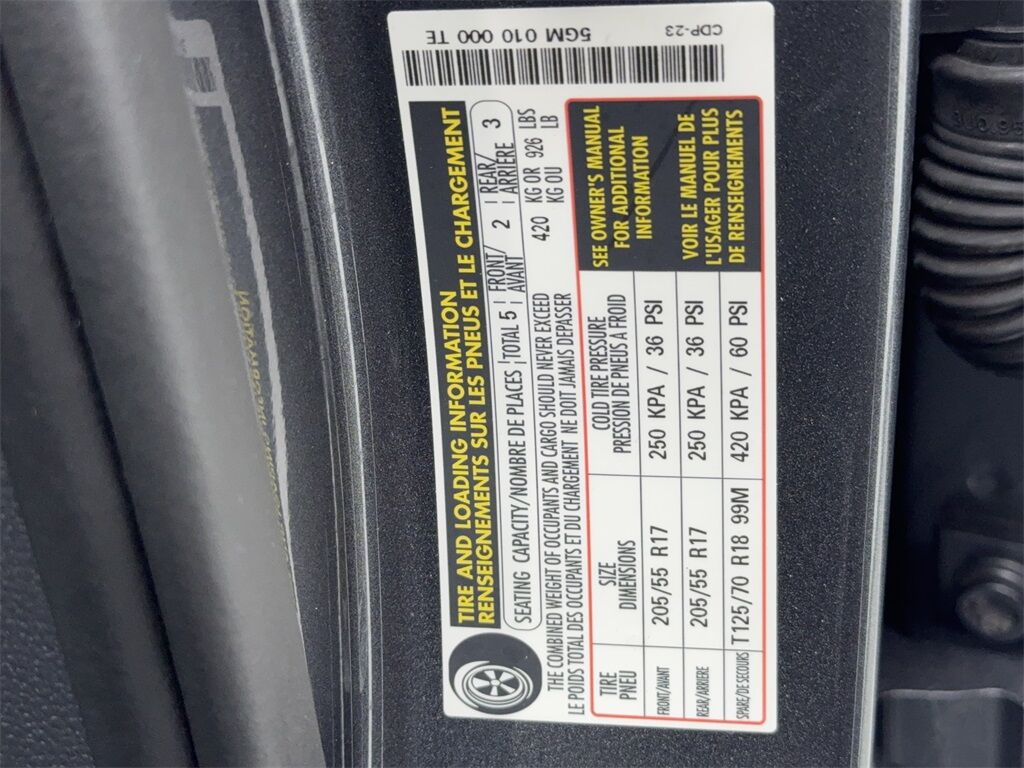 CDP-23
5GM 010 000 TE
TIRE AND LOADING INFORMATION
RENSEIGNEMENTS SUR LES PNEUS ET LE CHARGEMENT
SEATING CAPACITY/NOMBRE DE PLACES | TOTAL 5 | FRONT/AVANT 2 | REAR/ARRIÈRE 3
THE COMBINED WEIGHT OF OCCUPANTS AND CARGO SHOULD NEVER EXCEED 420 KG OR 926 LBS
LE POIDS TOTAL DES OCCUPANTS ET DU CHARGEMENT NE DOIT JAMAIS DEPASSER KG OU LB
TIRE PNEU SIZE DIMENSIONS COLD TIRE PRESSURE PRESSION DE PNEUS A FROID
FRONT/AVANT 205/55 R17 250 KPA / 36 PSI
REAR/ARRIERE 205/55 R17 250 KPA / 36 PSI
SPARE/DE SECOURS T125/70 R18 99M 420 KPA / 60 PSI
SEE OWNER'S MANUAL
FOR ADDITIONAL
INFORMATION
VOIR LE MANUEL DE
L'USAGER POUR PLUS
DE RENSEIGNEMENTS